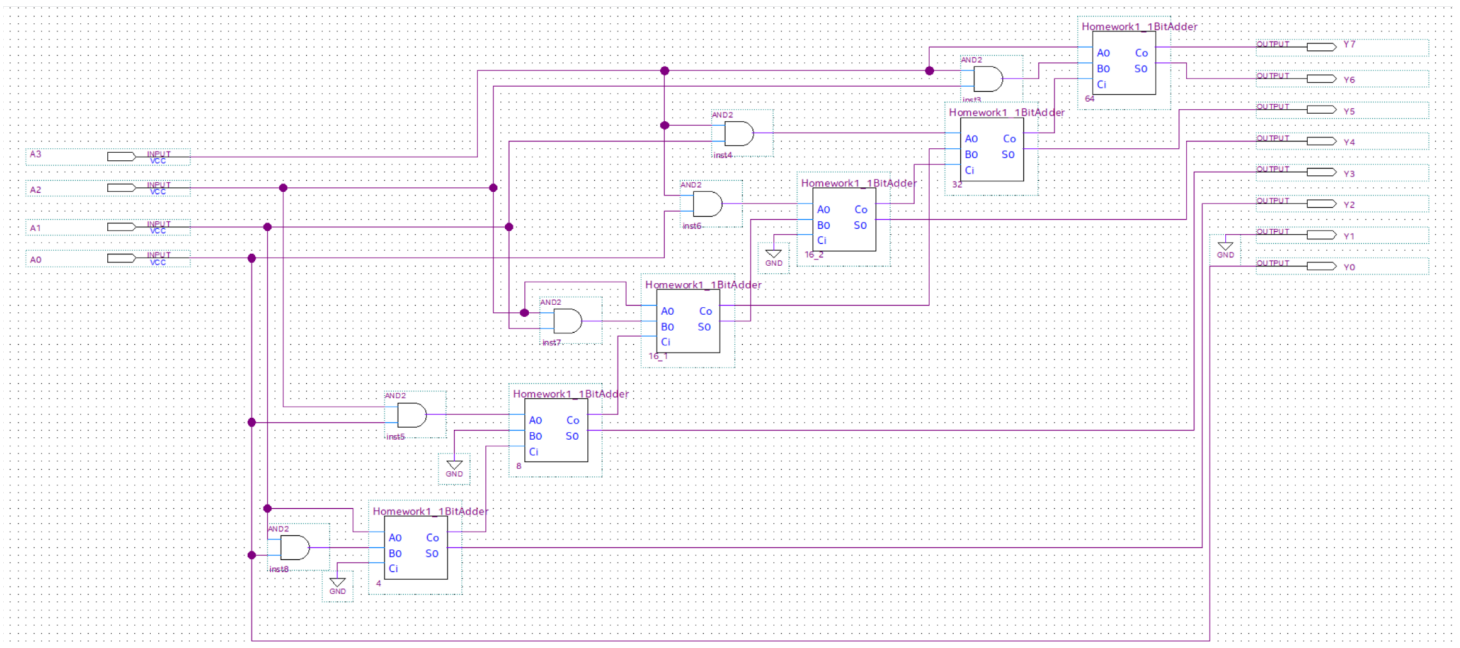 Homework1_1BitAdder
A0 Co
B0 S0
Ci
64
OUTPUT Y7
OUTPUT Y6
OUTPUT Y5
OUTPUT Y4
OUTPUT Y3
OUTPUT Y2
OUTPUT Y1
GND
OUTPUT Y0
AND2
inst3
Homework1_1BitAdder
A0 Co
B0 S0
Ci
32
AND2
inst4
A3 INPUT
VCC
A2 INPUT
VCC
A1 INPUT
VCC
A0 INPUT
VCC
AND2
inst6
Homework1_1BitAdder
A0 Co
B0 S0
Ci
GND
16_2
AND2
inst7
Homework1_1BitAdder
A0 Co
B0 S0
Ci
16_1
AND2
inst5
Homework1_1BitAdder
A0 Co
B0 S0
Ci
GND
8
AND2
inst8
Homework1_1BitAdder
A0 Co
B0 S0
Ci
GND
4